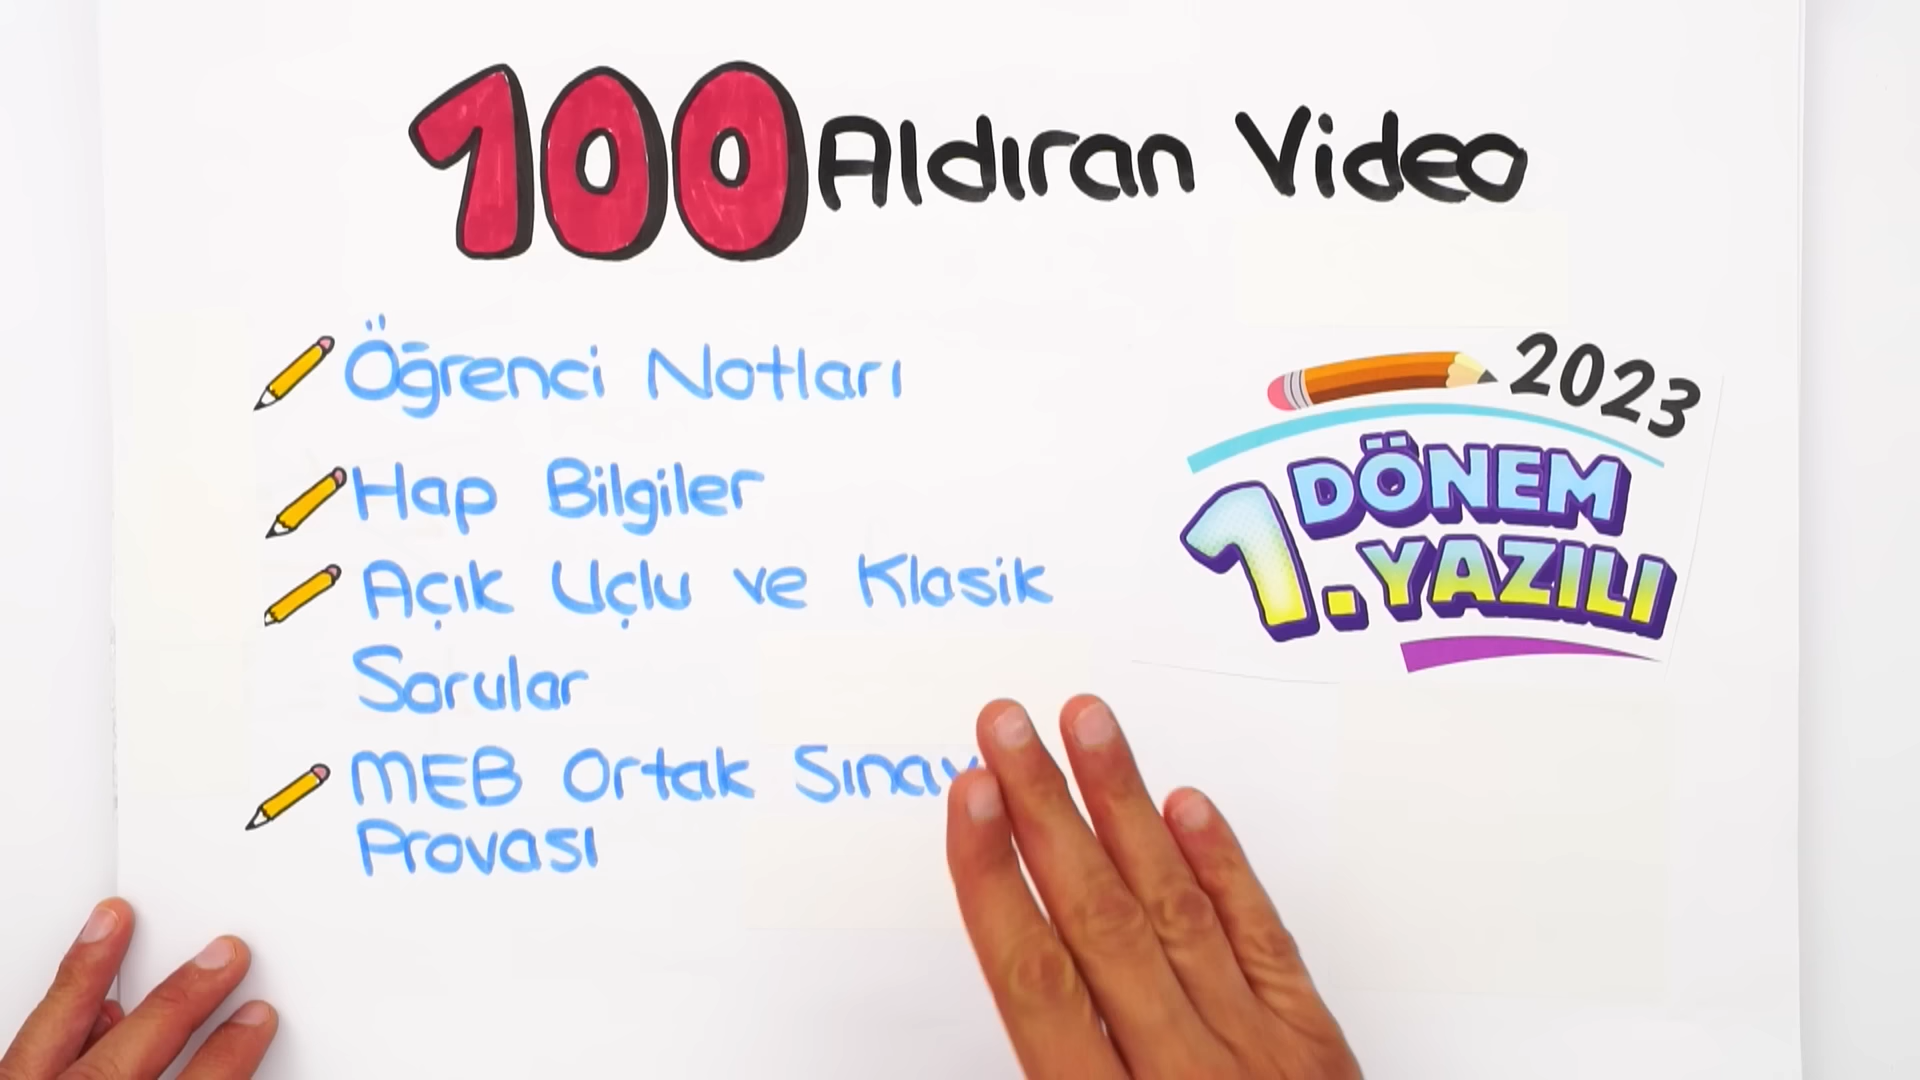 100 Aldıran Video
Öğrenci Notları
Hap Bilgiler
Açık Uçlu ve Klasik
Sorular
MEB Ortak Sınav
Provası
2023
1. DÖNEM
1. YAZILI